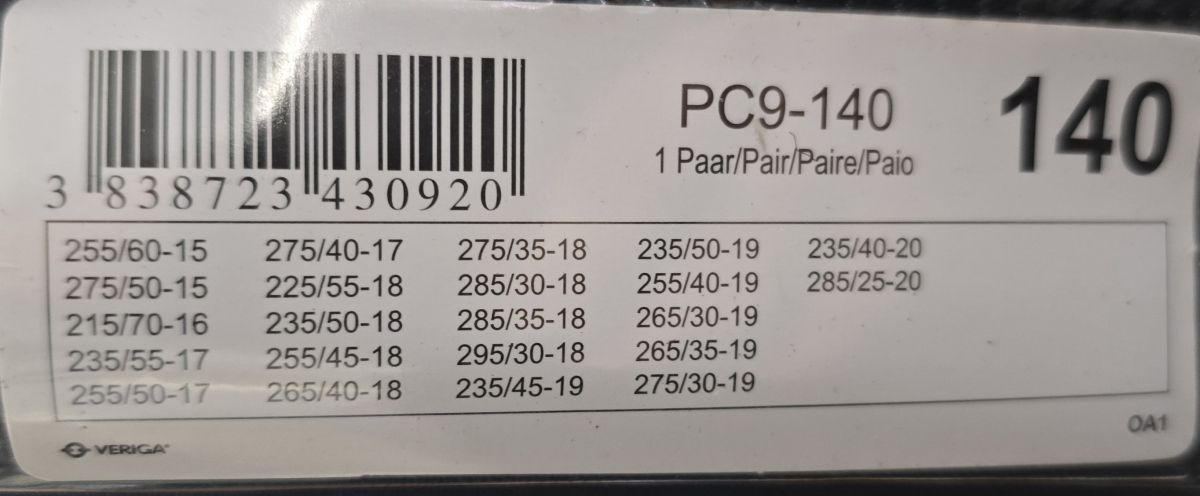 PC9-140
1 Paar/Pair/Paire/Paio
140
3 838723 430920
255/60-15 275/40-17 275/35-18 235/50-19 235/40-20
275/50-15 225/55-18 285/30-18 255/40-19 285/25-20
215/70-16 235/50-18 285/35-18 265/30-19
235/55-17 255/45-18 295/30-18 265/35-19
255/50-17 265/40-18 235/45-19 275/30-19
OA1
VERIGA